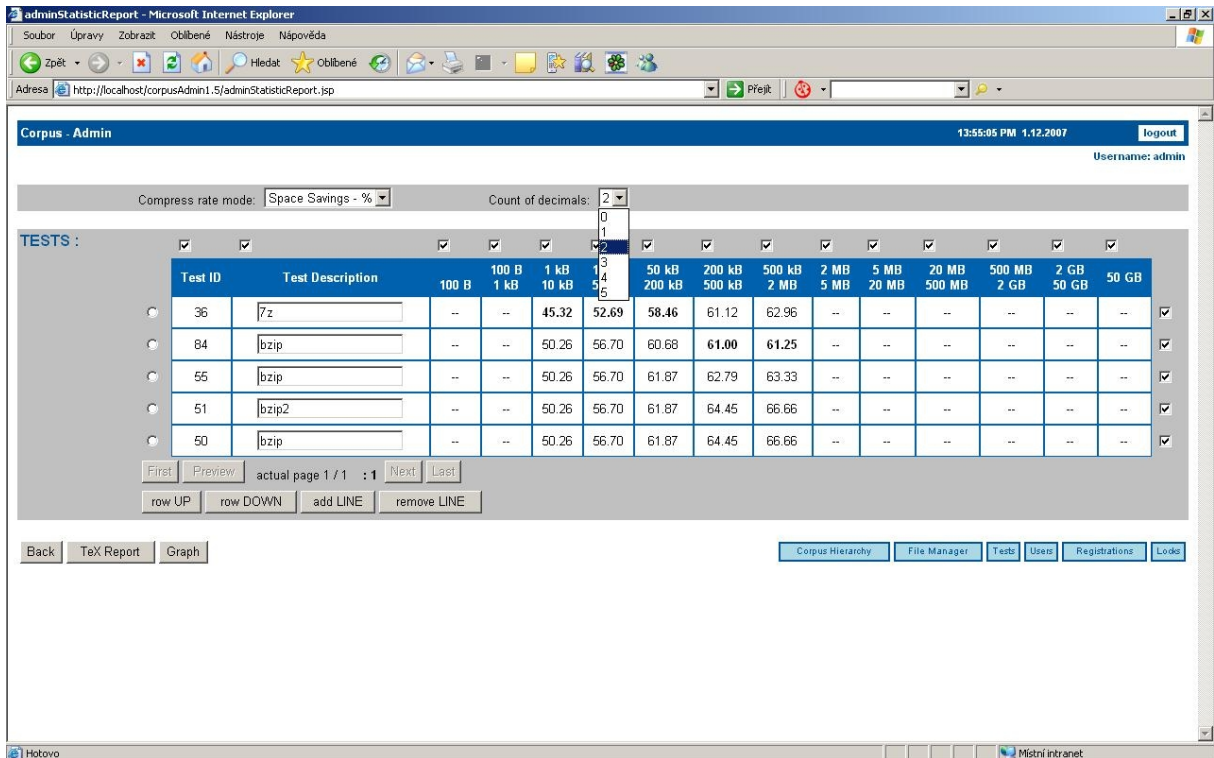 adminStatisticReport - Microsoft Internet Explorer
Soubor Úpravy Zobrazit Oblíbené Nástroje Nápověda
Zpět Hledat Oblíbené
Adresa http://localhost/corpusAdmin1.5/adminStatisticReport.jsp Přejít
Corpus - Admin 13:55:05 PM 1.12.2007 logout
Username: admin
Compress rate mode: Space Savings - % Count of decimals: 2
0
1
2
3
4
5
TESTS :
Test ID Test Description 100 B 100 B 1 kB 1 kB 10 kB 50 kB 200 kB 200 kB 500 kB 500 kB 2 MB 2 MB 5 MB 5 MB 20 MB 20 MB 500 MB 500 MB 2 GB 2 GB 50 GB 50 GB
36 7z -- -- 45.32 52.69 58.46 61.12 62.96 -- -- -- -- -- --
84 bzip -- -- 50.26 56.70 60.68 61.00 61.25 -- -- -- -- -- --
55 bzip -- -- 50.26 56.70 61.87 62.79 63.33 -- -- -- -- -- --
51 bzip2 -- -- 50.26 56.70 61.87 64.45 66.66 -- -- -- -- -- --
50 bzip -- -- 50.26 56.70 61.87 64.45 66.66 -- -- -- -- -- --
First Preview actual page 1 / 1 : 1 Next Last
row UP row DOWN add LINE remove LINE
Back TeX Report Graph Corpus Hierarchy File Manager Tests Users Registrations Locks
Hotovo Místní intranet